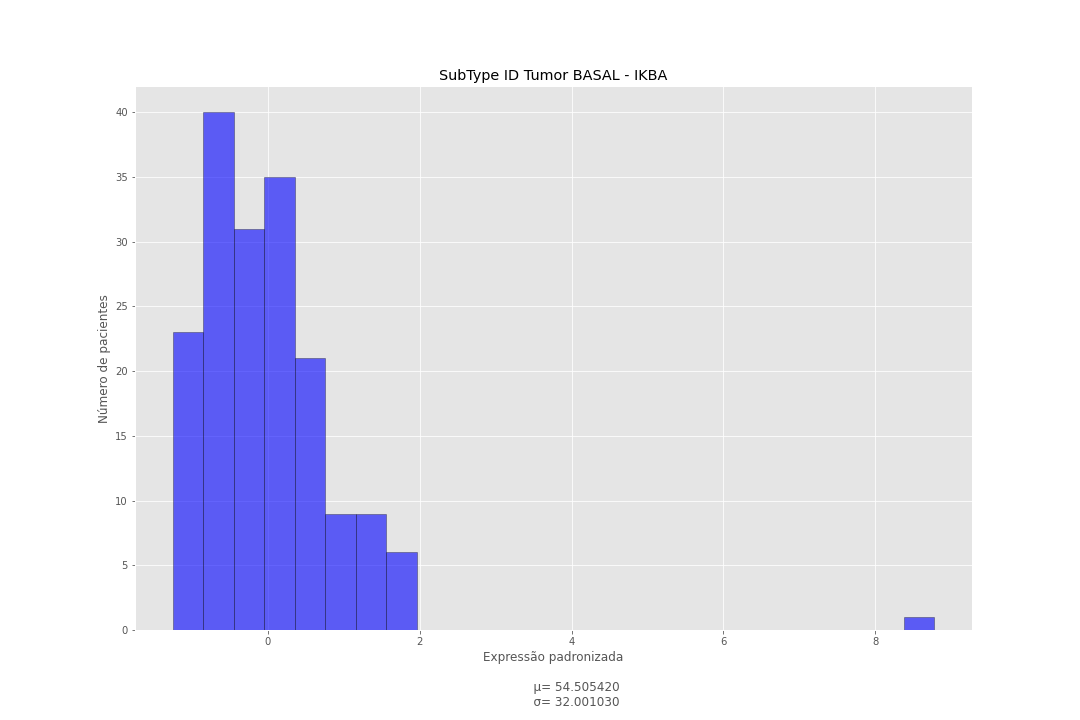 SubType ID Tumor BASAL - IKBA
40
35
30
25
20
15
10
5
0
Número de pacientes
0 2 4 6 8
Expressão padronizada
μ= 54.505420
σ= 32.001030